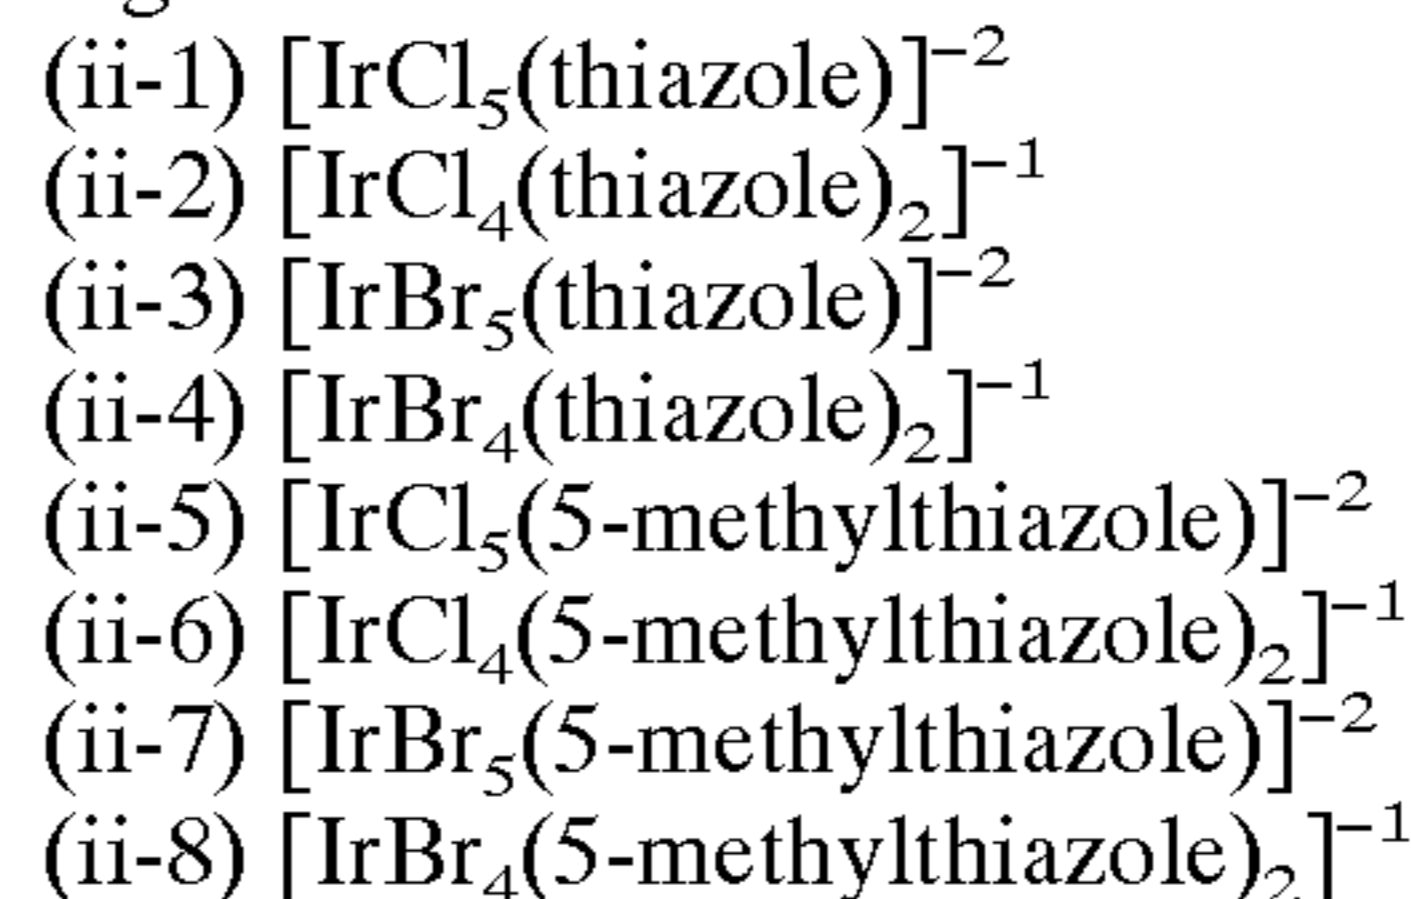 (ii-1) [IrCl₅(thiazole)]⁻²
(ii-2) [IrCl₄(thiazole)₂]⁻¹
(ii-3) [IrBr₅(thiazole)]⁻²
(ii-4) [IrBr₄(thiazole)₂]⁻¹
(ii-5) [IrCl₅(5-methylthiazole)]⁻²
(ii-6) [IrCl₄(5-methylthiazole)₂]⁻¹
(ii-7) [IrBr₅(5-methylthiazole)]⁻²
(ii-8) [IrBr₄(5-methylthiazole)₂]⁻¹